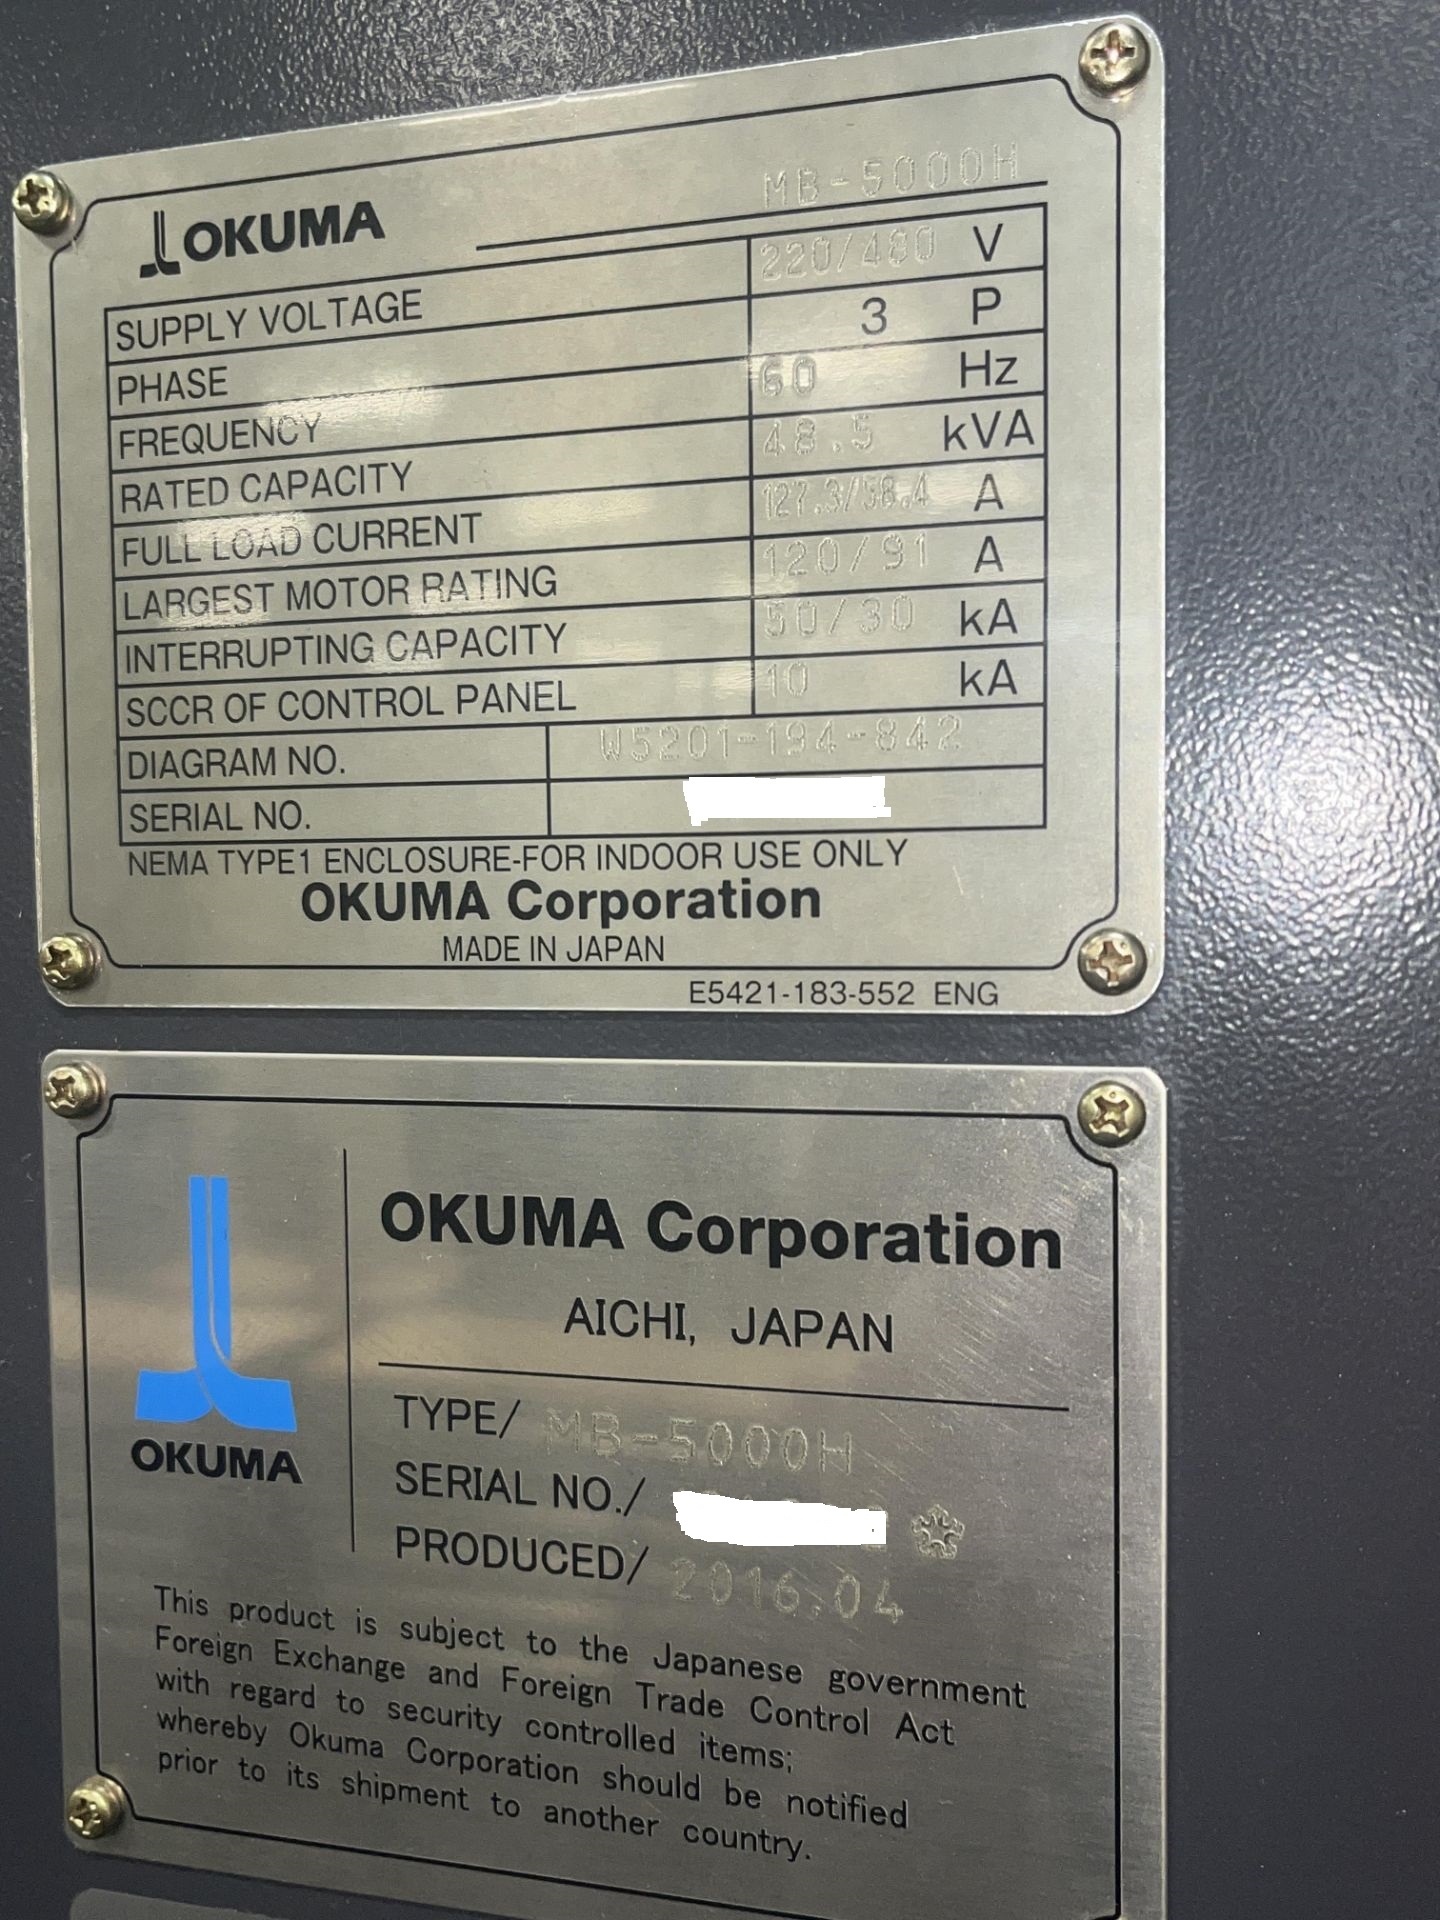 OKUMA MB-5000H
SUPPLY VOLTAGE 220/480 V
PHASE 3 P
FREQUENCY 60 Hz
RATED CAPACITY 48.5 kVA
FULL LOAD CURRENT 127.3/58.4 A
LARGEST MOTOR RATING 120/91 A
INTERRUPTING CAPACITY 50/30 kA
SCCR OF CONTROL PANEL 10 kA
DIAGRAM NO. W5201-194-842
SERIAL NO.
NEMA TYPE1 ENCLOSURE-FOR INDOOR USE ONLY
OKUMA Corporation
MADE IN JAPAN
E5421-183-552 ENG
OKUMA
OKUMA Corporation
AICHI, JAPAN
TYPE/ MB-5000H
SERIAL NO./
PRODUCED/ 2016.04
This product is subject to the Japanese government
Foreign Exchange and Foreign Trade Control Act
with regard to security controlled items;
whereby Okuma Corporation should be notified
prior to its shipment to another country.